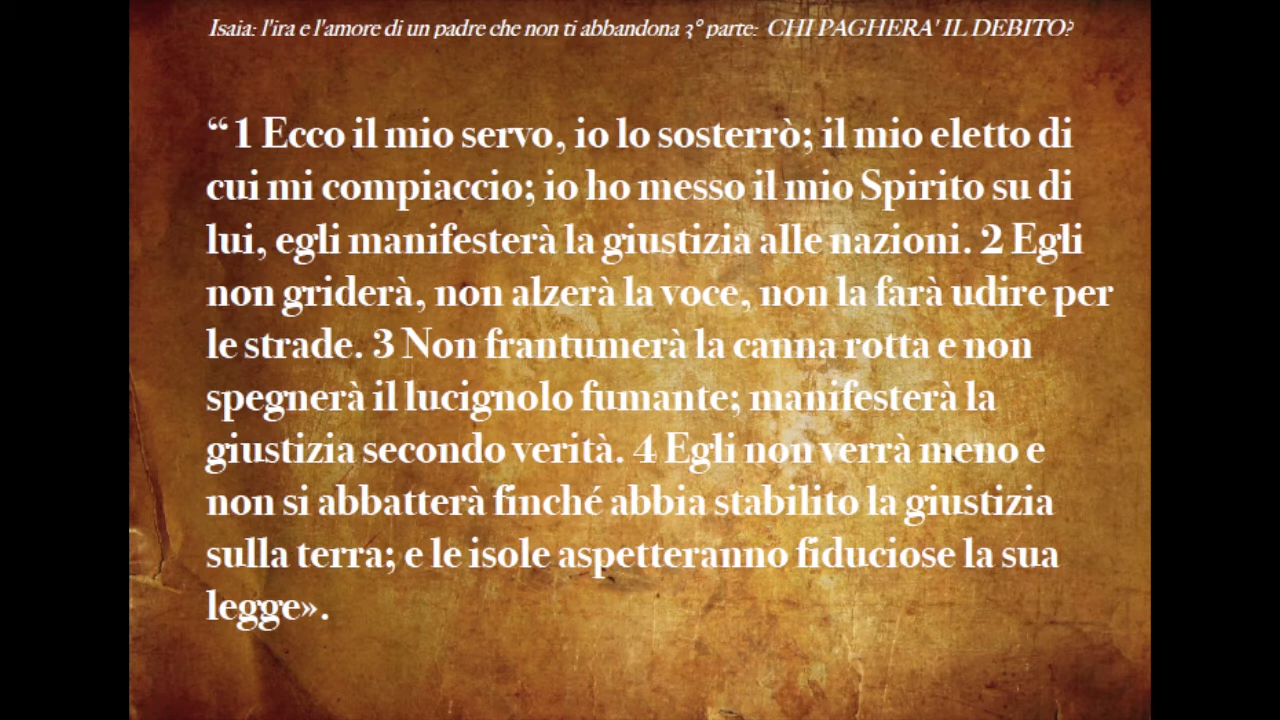 Isaia: l'ira e l'amore di un padre che non ti abbandona 3° parte: CHI PAGHERA' IL DEBITO?
“ 1 Ecco il mio servo, io lo sosterrò; il mio eletto di
cui mi compiaccio; io ho messo il mio Spirito su di
lui, egli manifesterà la giustizia alle nazioni. 2 Egli
non griderà, non alzerà la voce, non la farà udire per
le strade. 3 Non frantumerà la canna rotta e non
spegnerà il lucignolo fumante; manifesterà la
giustizia secondo verità. 4 Egli non verrà meno e
non si abbatterà finché abbia stabilito la giustizia
sulla terra; e le isole aspetteranno fiduciose la sua
legge».